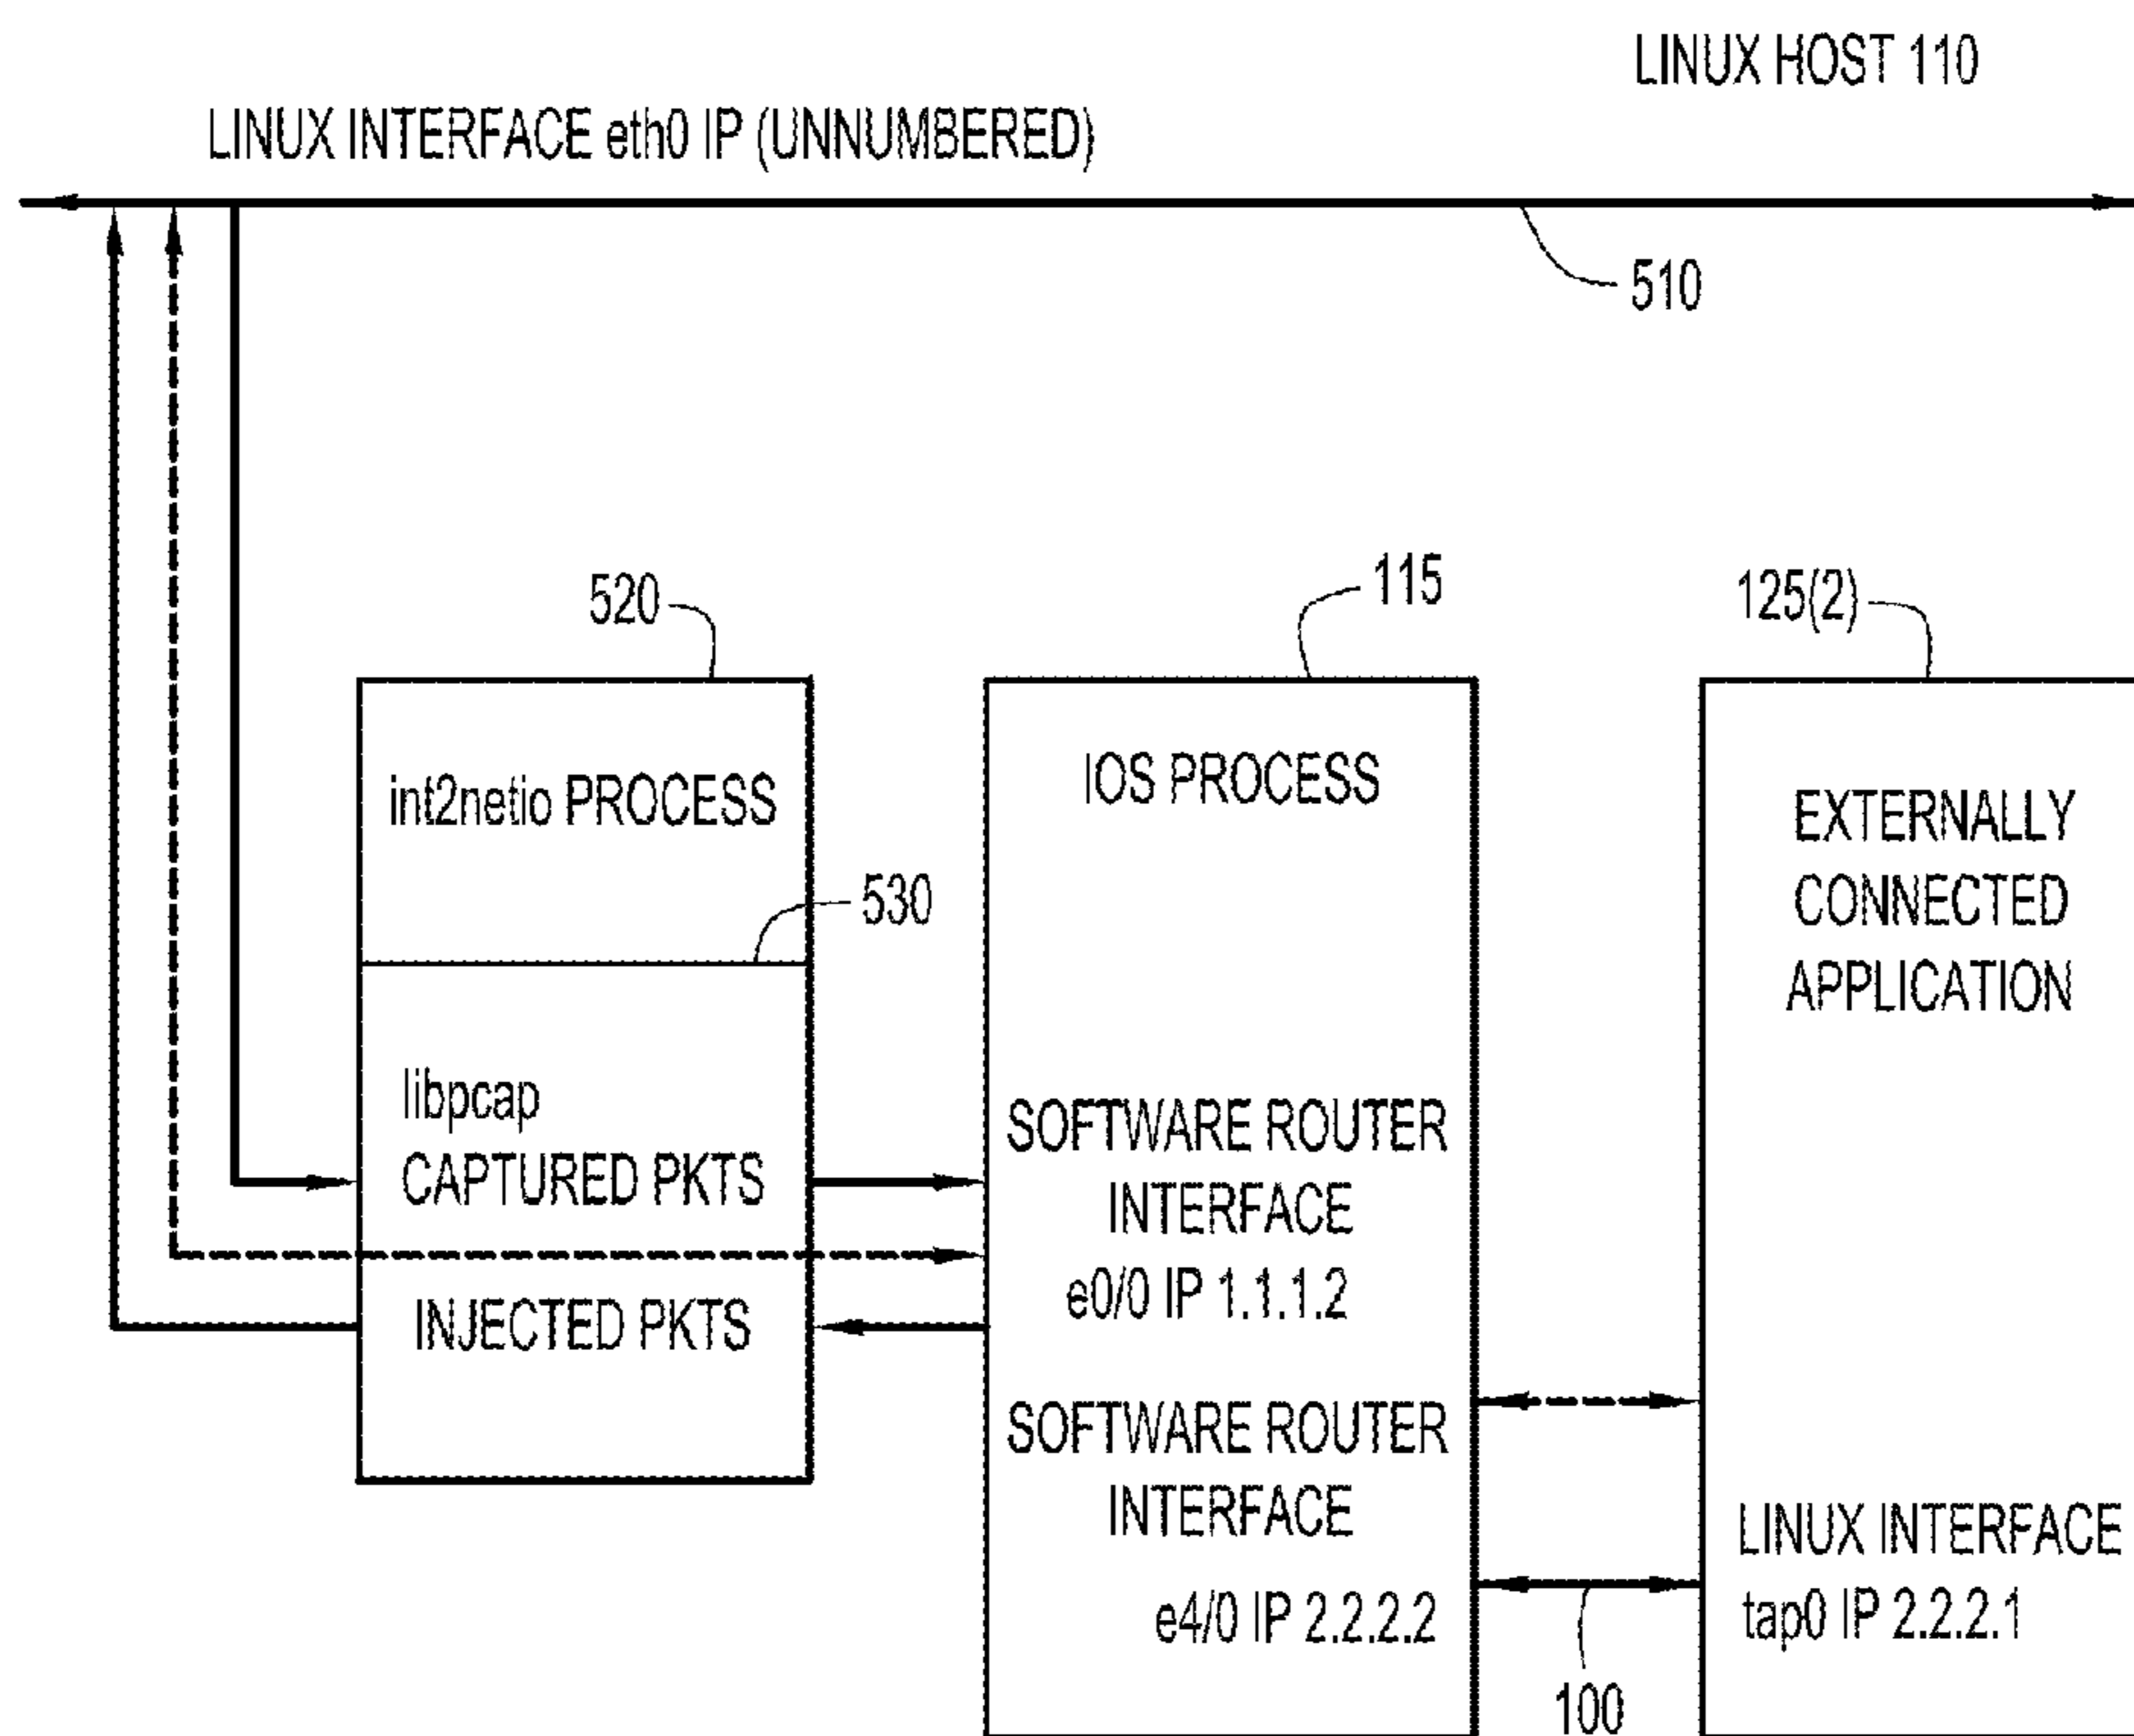 LINUX HOST 110
LINUX INTERFACE eth0 IP (UNNUMBERED)
510
520
115
125(2)
int2netio PROCESS
530
libpcap
CAPTURED PKTS
INJECTED PKTS
IOS PROCESS
SOFTWARE ROUTER
INTERFACE
e0/0 IP 1.1.1.2
SOFTWARE ROUTER
INTERFACE
e4/0 IP 2.2.2.2
EXTERNALLY
CONNECTED
APPLICATION
LINUX INTERFACE
tap0 IP 2.2.2.1
100